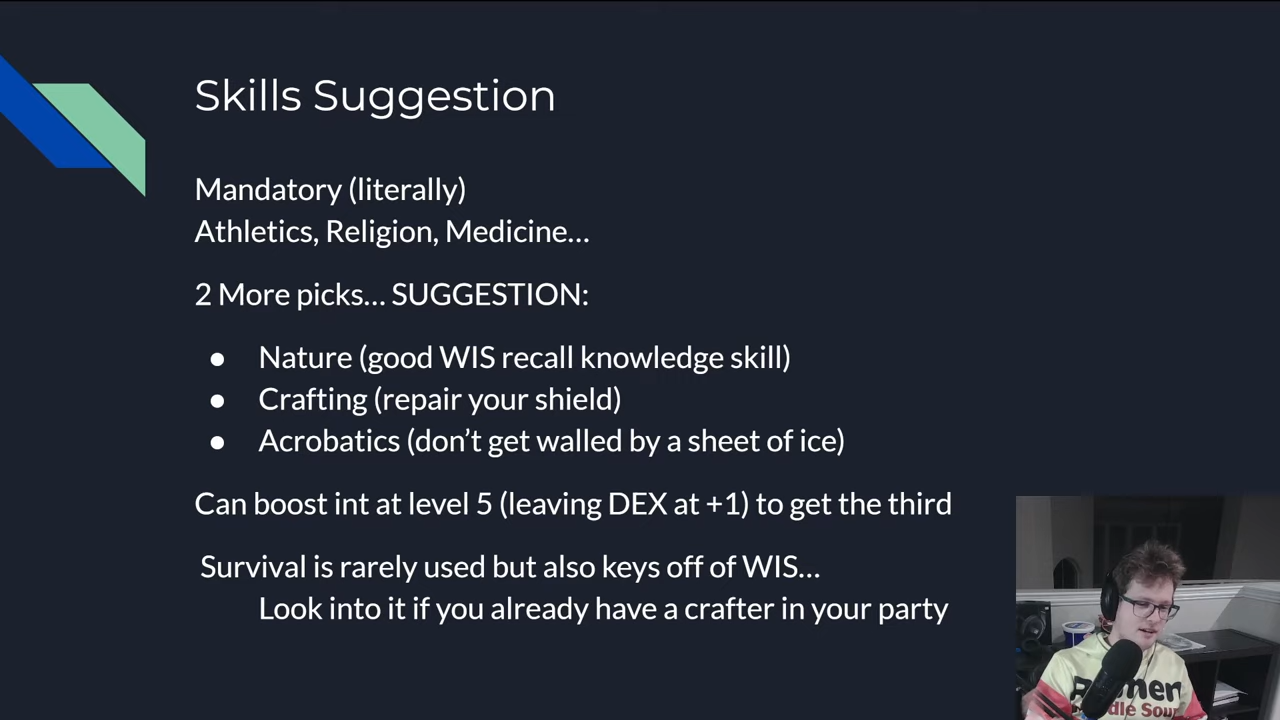 Skills Suggestion
Mandatory (literally)
Athletics, Religion, Medicine…
2 More picks… SUGGESTION:
● Nature (good WIS recall knowledge skill)
● Crafting (repair your shield)
● Acrobatics (don’t get walled by a sheet of ice)
Can boost int at level 5 (leaving DEX at +1) to get the third
Survival is rarely used but also keys off of WIS…
Look into it if you already have a crafter in your party